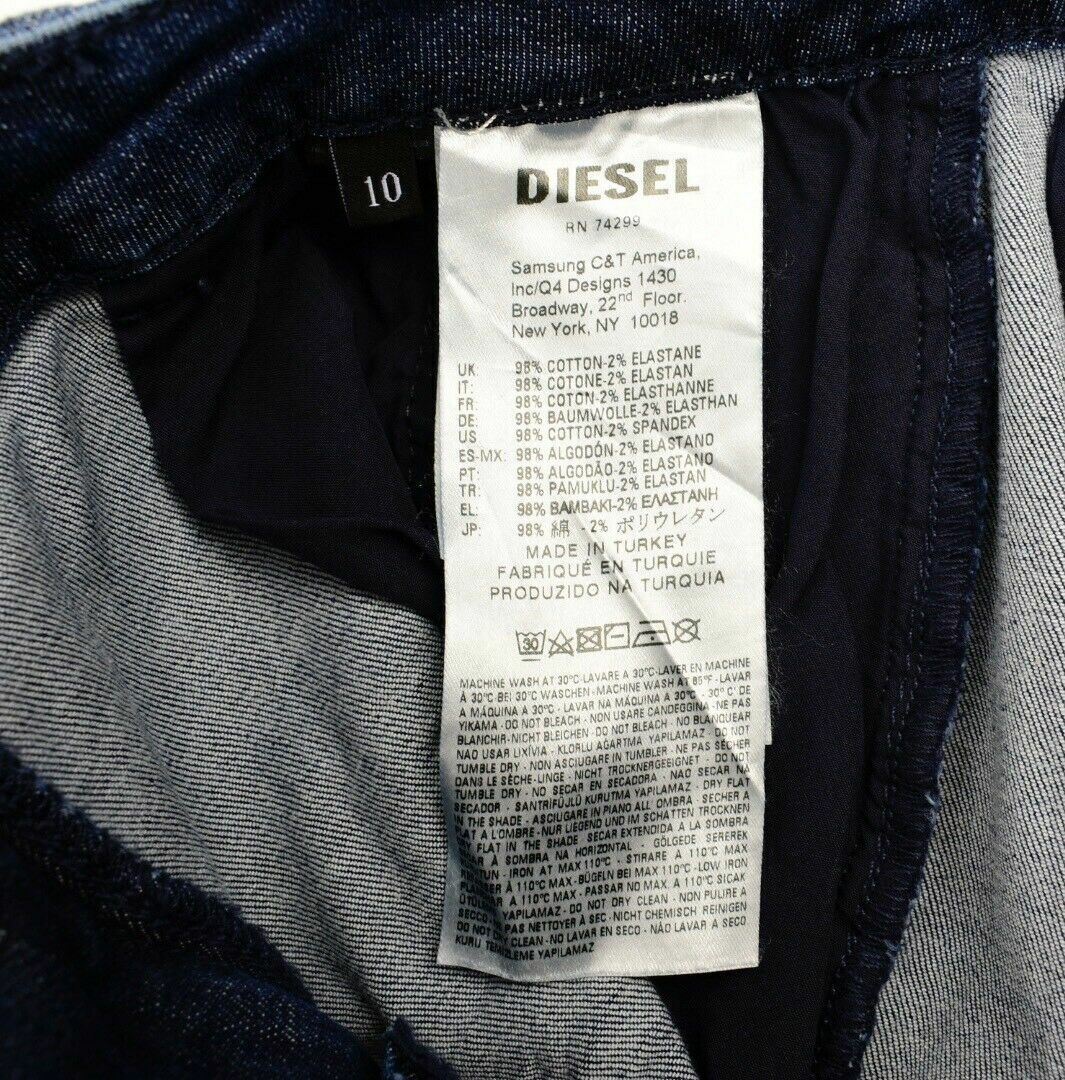 10
DIESEL
RN 74299
Samsung C&T America,
Inc/Q4 Designs 1430
Broadway, 22nd Floor.
New York, NY 10018
UK: 98% COTTON-2% ELASTANE
IT: 98% COTONE-2% ELASTAN
FR: 98% COTON-2% ELASTHANNE
DE: 98% BAUMWOLLE-2% ELASTHAN
US: 98% COTTON-2% SPANDEX
ES-MX: 98% ALGODÓN-2% ELASTANO
PT: 98% ALGODÃO-2% ELASTANO
TR: 98% PAMUKLU-2% ELASTAN
EL: 98% BAMBAKI-2% ΕΛΑΣΤΑΝΗ
JP: 98% 綿 - 2% ポリウレタン
MADE IN TURKEY
FABRIQUÉ EN TURQUIE
PRODUZIDO NA TURQUIA
30
MACHINE WASH AT 30°C-LAVARE A 30°C-LAVER EN MACHINE
À 30°C-BEI 30°C WASCHEN-MACHINE WASH AT 85°F-LAVAR
A MÁQUINA A 30°C - LAVAR NA MÁQUINA A 30°C - 30° C' DE
YIKAMA - DO NOT BLEACH - NON USARE CANDEGGINA - NE PAS
BLANCHIR-NICHT BLEICHEN - DO NOT BLEACH - NO BLANQUEAR
NAO USAR LIXÍVIA - KLORLU AĞARTMA YAPILAMAZ - DO NOT
TUMBLE DRY - NON ASCIUGARE IN TUMBLER - NE PAS SÉCHER
DANS LE SÈCHE-LINGE - NICHT TROCKNERGEEIGNET - DO NOT
TUMBLE DRY - NO SECAR EN SECADORA - NÃO SECAR NA
SECADOR - SANTRİFÜJLÜ KURUTMA YAPILAMAZ - DRY FLAT
IN THE SHADE - ASCIUGARE IN PIANO ALL OMBRA - SECHER A
PLAT A L'OMBRE - NUR LIEGEND UND IM SCHATTEN TROCKNEN
DRY FLAT IN THE SHADE SECAR EXTENDIDA A LA SOMBRA
À SOMBRA NA HORIZONTAL - GÖLGEDE SEREREK
- IRON AT MAX 110°C - STIRARE A 110°C MAX
À 110°C MAX - BÜGELN BEI MAX 110°C - LOW IRON
A 110°C MAX - PASSAR NO MAX. A 110°C SICAK
YAPILAMAZ - DO NOT DRY CLEAN - NON PULIRE A
SECCO NE PAS NETTOYER À SEC - NICHT CHEMISCH REINIGEN
DO NOT DRY CLEAN - NO LAVAR EN SECO - NÃO LAVAR EM SECO
KURU TEMİZLEME YAPILAMAZ